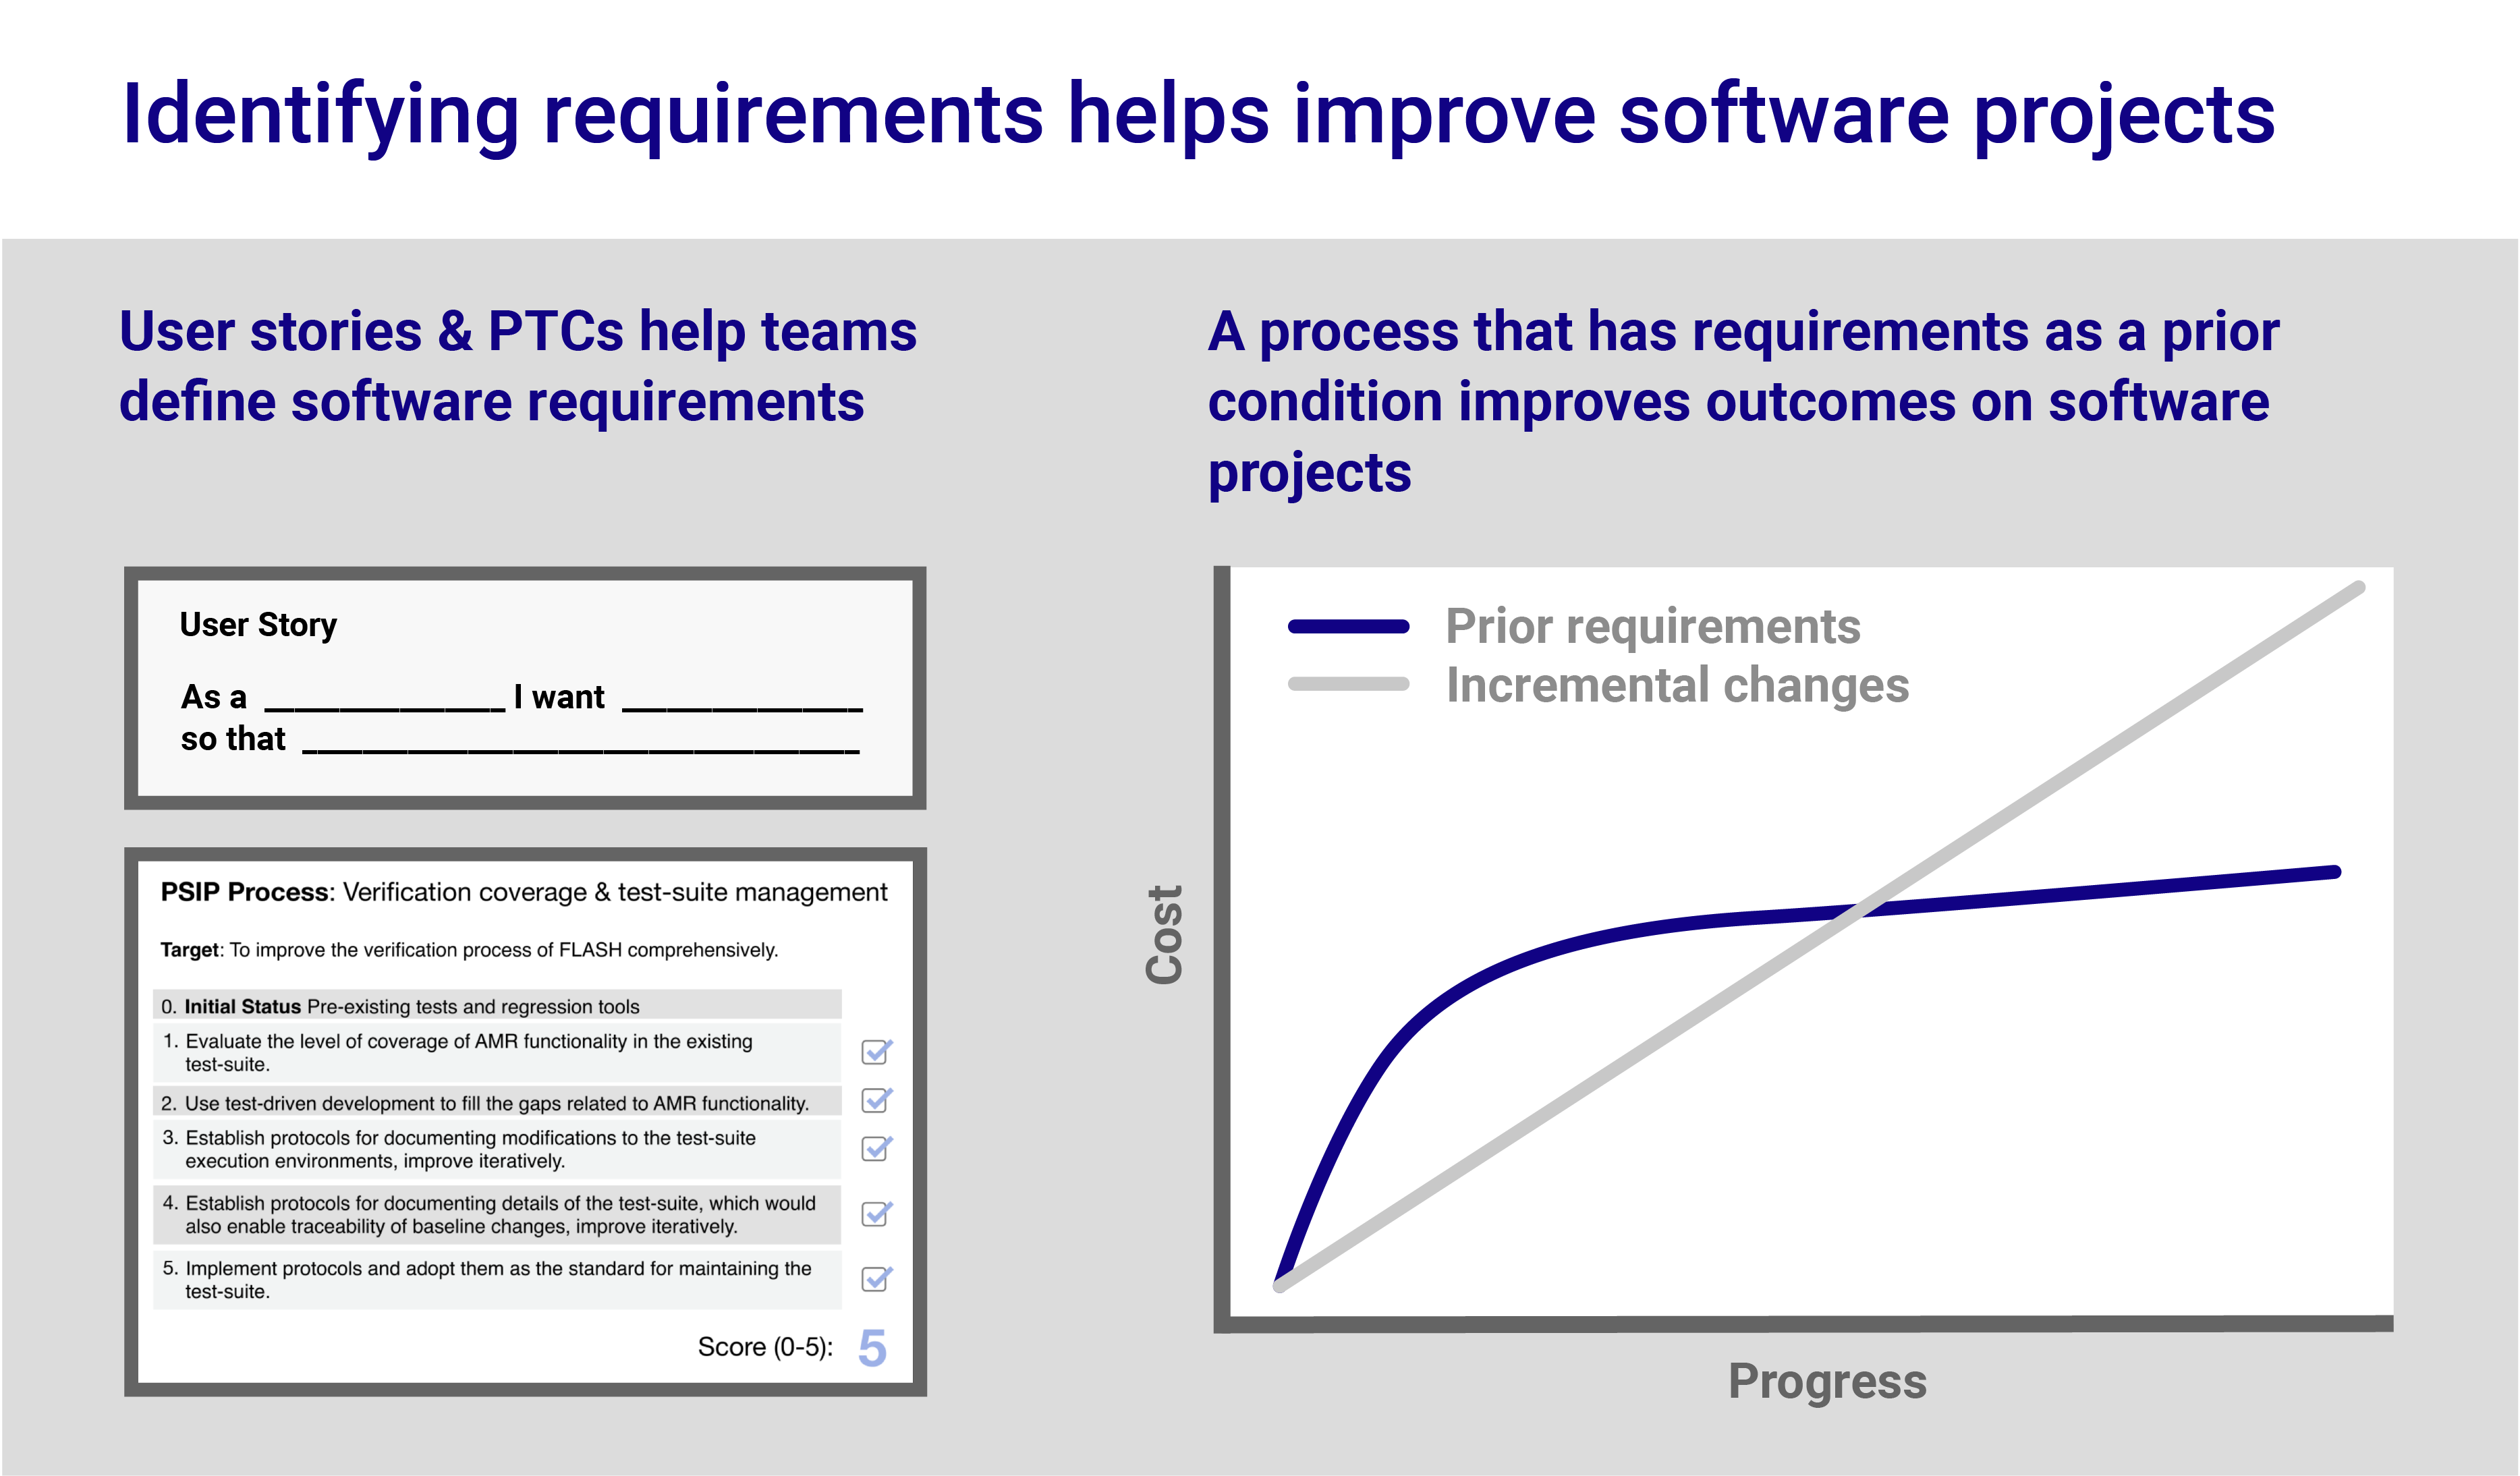 Identifying requirements helps improve software projects
User stories & PTCs help teams
define software requirements
User Story
As a ________________ I want ________________
so that _____________________________________
PSIP Process: Verification coverage & test-suite management
Target: To improve the verification process of FLASH comprehensively.
0. Initial Status Pre-existing tests and regression tools
1. Evaluate the level of coverage of AMR functionality in the existing
test-suite.
2. Use test-driven development to fill the gaps related to AMR functionality.
3. Establish protocols for documenting modifications to the test-suite
execution environments, improve iteratively.
4. Establish protocols for documenting details of the test-suite, which would
also enable traceability of baseline changes, improve iteratively.
5. Implement protocols and adopt them as the standard for maintaining the
test-suite.
Score (0-5): 5
A process that has requirements as a prior
condition improves outcomes on software
projects
Prior requirements
Incremental changes
Cost
Progress